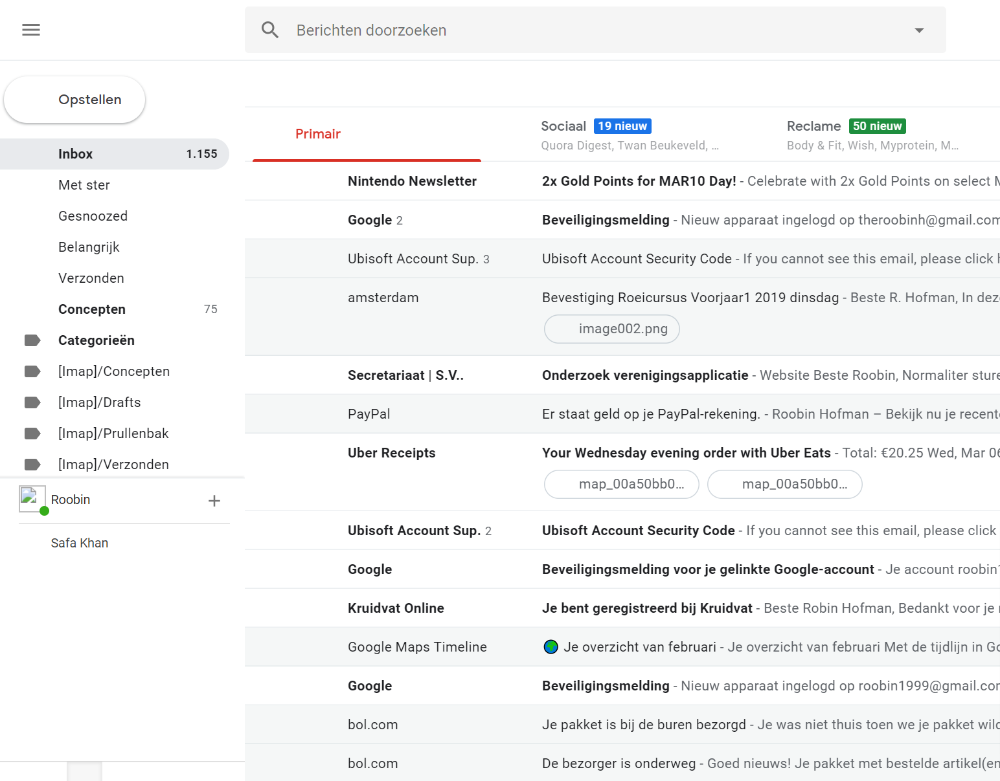 Berichten doorzoeken
Opstellen
Inbox 1.155
Met ster
Gesnoozed
Belangrijk
Verzonden
Concepten 75
Categorieën
[Imap]/Concepten
[Imap]/Drafts
[Imap]/Prullenbak
[Imap]/Verzonden
Roobin
Safa Khan
Primair
Sociaal 19 nieuw
Quora Digest, Twan Beukeveld, ...
Reclame 50 nieuw
Body & Fit, Wish, Myprotein, M...
Nintendo Newsletter 2x Gold Points for MAR10 Day! - Celebrate with 2x Gold Points on select
Google 2 Beveiligingsmelding - Nieuw apparaat ingelogd op theroobinh@gmail.com
Ubisoft Account Sup. 3 Ubisoft Account Security Code - If you cannot see this email, please click
amsterdam Bevestiging Roeicursus Voorjaar1 2019 dinsdag - Beste R. Hofman, In dez
image002.png
Secretariaat | S.V.. Onderzoek verenigingsapplicatie - Website Beste Roobin, Normaliter sture
PayPal Er staat geld op je PayPal-rekening. - Roobin Hofman – Bekijk nu je recent
Uber Receipts Your Wednesday evening order with Uber Eats - Total: €20.25 Wed, Mar 06
map_00a50bb0... map_00a50bb0...
Ubisoft Account Sup. 2 Ubisoft Account Security Code - If you cannot see this email, please click
Google Beveiligingsmelding voor je gelinkte Google-account - Je account roobin1
Kruidvat Online Je bent geregistreerd bij Kruidvat - Beste Robin Hofman, Bedankt voor je
Google Maps Timeline Je overzicht van februari - Je overzicht van februari Met de tijdlijn in Go
Google Beveiligingsmelding - Nieuw apparaat ingelogd op roobin1999@gmail.com
bol.com Je pakket is bij de buren bezorgd - Je was niet thuis toen we je pakket wild
bol.com De bezorger is onderweg - Goed nieuws! Je pakket met bestelde artikel(en